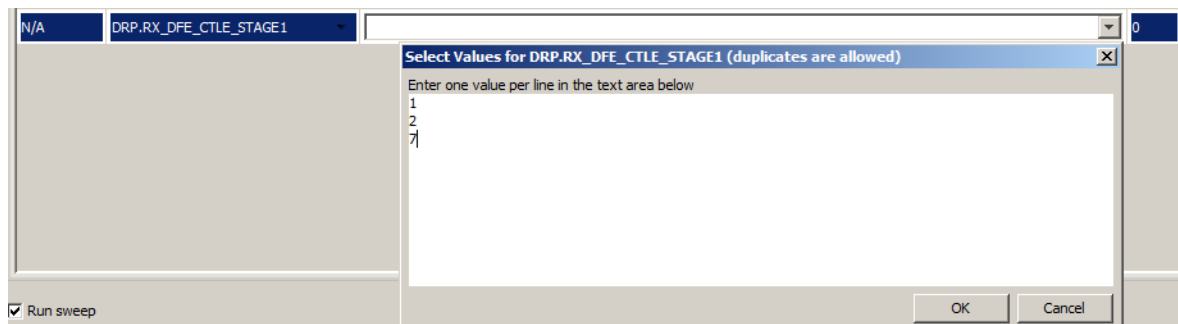 N/A DRP.RX_DFE_CTLE_STAGE1 0
Select Values for DRP.RX_DFE_CTLE_STAGE1 (duplicates are allowed)
Enter one value per line in the text area below
1
2
7
OK Cancel
Run sweep